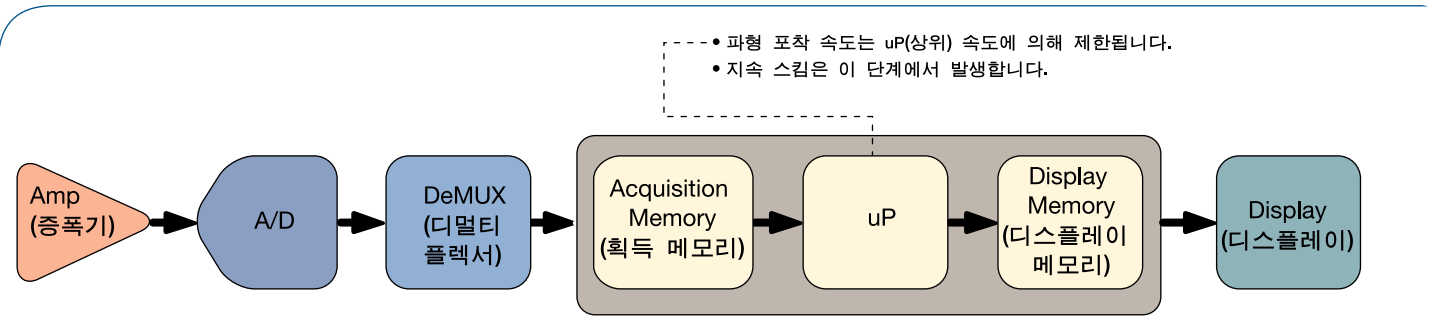 • 파형 포착 속도는 uP(상위) 속도에 의해 제한됩니다.
• 지속 스킴은 이 단계에서 발생합니다.
Amp
(증폭기)
A/D
DeMUX
(디멀티
플렉서)
Acquisition
Memory
(획득 메모리)
uP
Display
Memory
(디스플레이
메모리)
Display
(디스플레이)